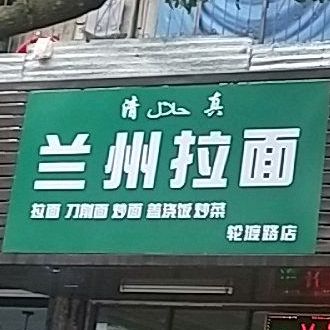 清 حلال 真
兰州拉面
拉面 刀削面 炒面 盖浇饭 炒菜
轮渡路店